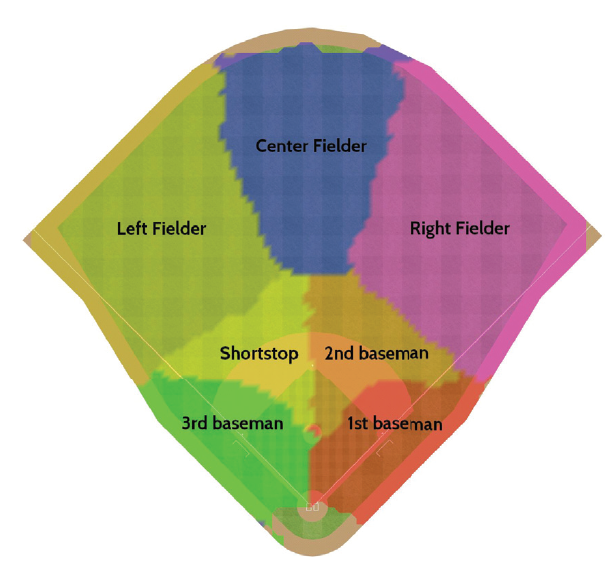 Center Fielder
Left Fielder
Right Fielder
Shortstop
2nd baseman
3rd baseman
1st baseman